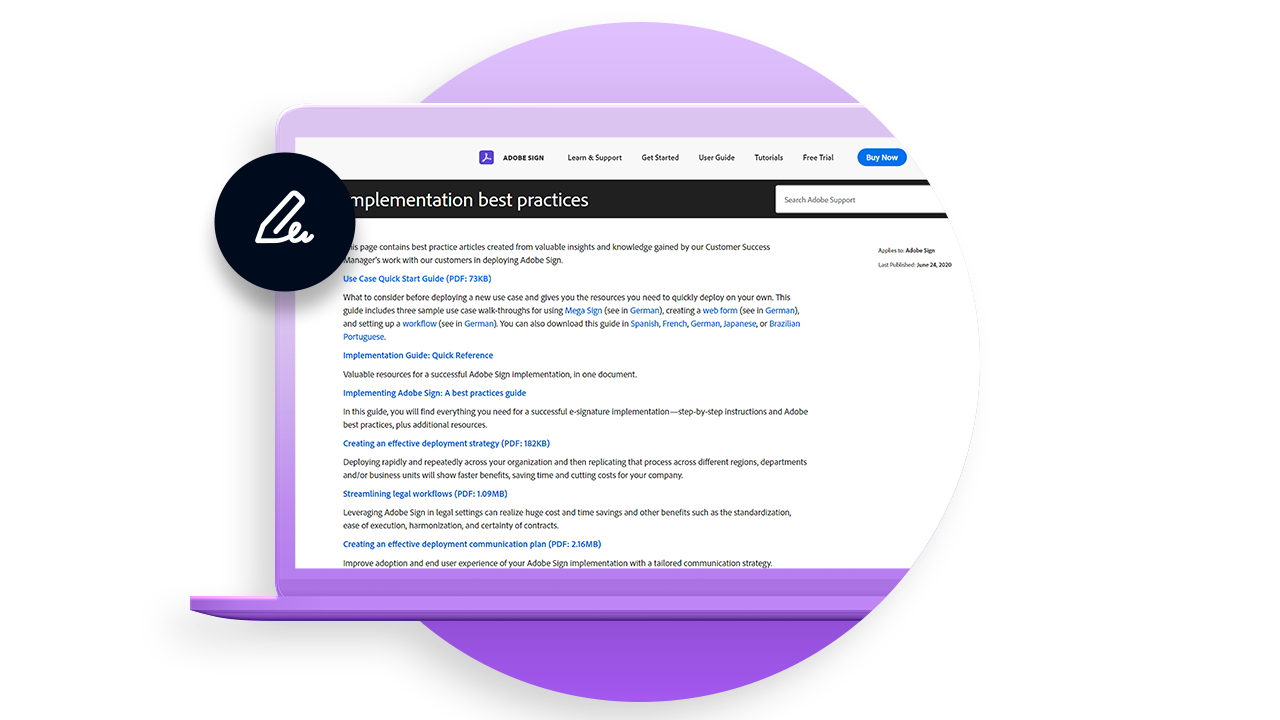 ADOBE SIGN Learn & Support Get Started User Guide Tutorials Free Trial Buy Now
mplementation best practices
Search Adobe Support
is page contains best practice articles created from valuable insights and knowledge gained by our Customer Success
Manager's work with our customers in deploying Adobe Sign.
Applies to: Adobe Sign
Last Published: June 24, 2020
Use Case Quick Start Guide (PDF: 73KB)
What to consider before deploying a new use case and gives you the resources you need to quickly deploy on your own. This
guide includes three sample use case walk-throughs for using Mega Sign (see in German), creating a web form (see in German),
and setting up a workflow (see in German). You can also download this guide in Spanish, French, German, Japanese, or Brazilian
Portuguese.
Implementation Guide: Quick Reference
Valuable resources for a successful Adobe Sign implementation, in one document.
Implementing Adobe Sign: A best practices guide
In this guide, you will find everything you need for a successful e-signature implementation—step-by-step instructions and Adobe
best practices, plus additional resources.
Creating an effective deployment strategy (PDF: 182KB)
Deploying rapidly and repeatedly across your organization and then replicating that process across different regions, departments
and/or business units will show faster benefits, saving time and cutting costs for your company.
Streamlining legal workflows (PDF: 1.09MB)
Leveraging Adobe Sign in legal settings can realize huge cost and time savings and other benefits such as the standardization,
ease of execution, harmonization, and certainty of contracts.
Creating an effective deployment communication plan (PDF: 2.16MB)
Improve adoption and end user experience of your Adobe Sign implementation with a tailored communication strategy.